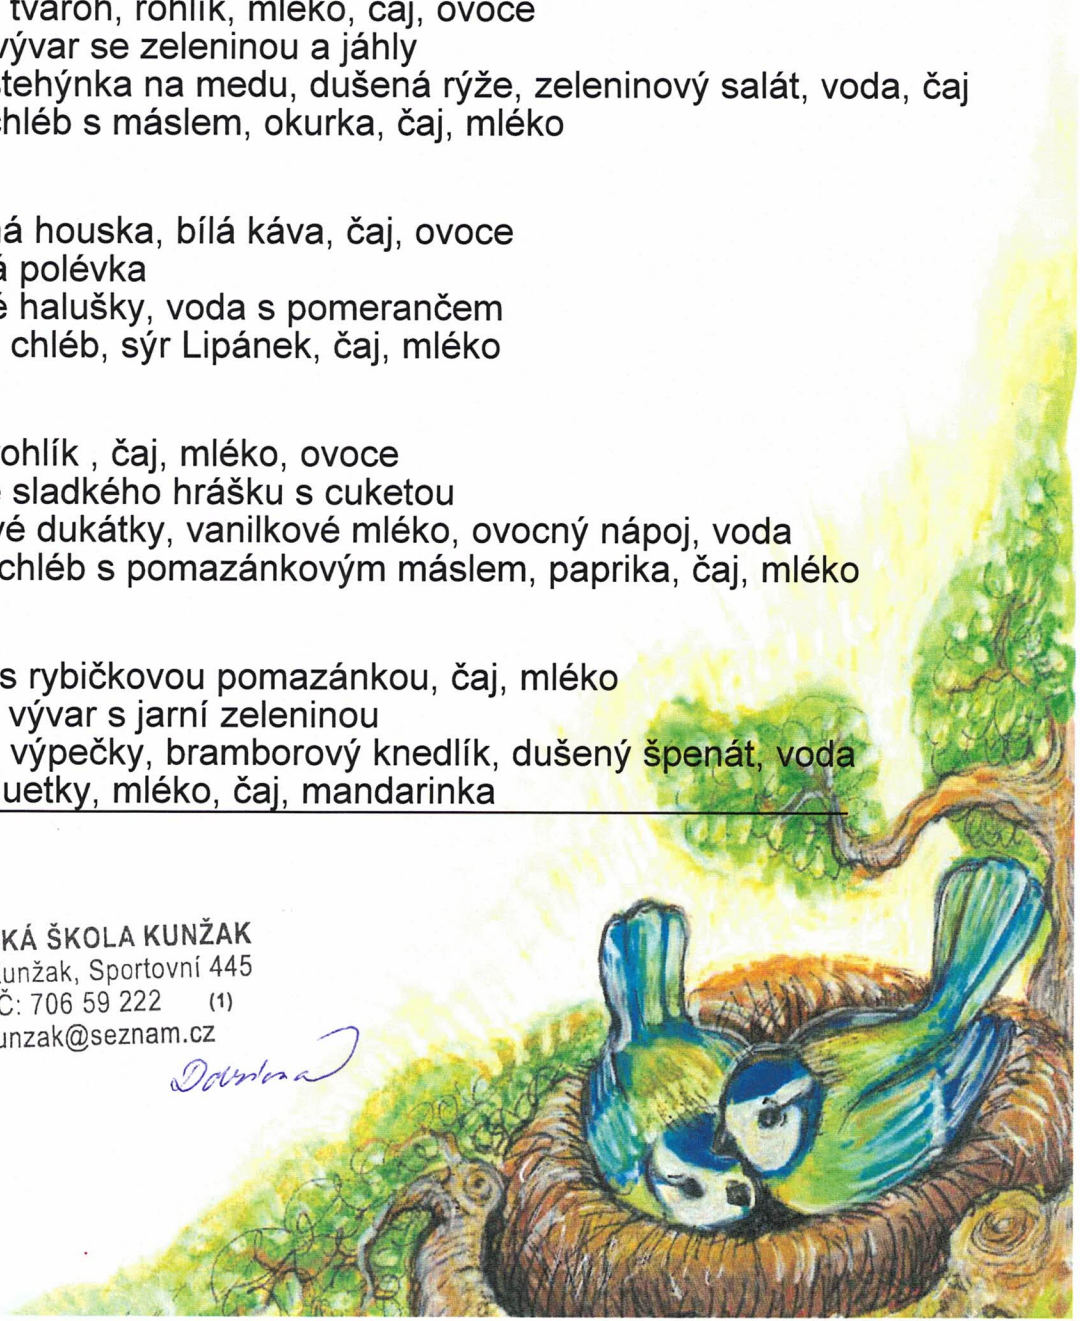 tvaroh, rohlík, mléko, čaj, ovoce
vývar se zeleninou a jáhly
stehýnka na medu, dušená rýže, zeleninový salát, voda, čaj
chléb s máslem, okurka, čaj, mléko
á houska, bílá káva, čaj, ovoce
á polévka
é halušky, voda s pomerančem
chléb, sýr Lipánek, čaj, mléko
rohlík , čaj, mléko, ovoce
sladkého hrášku s cuketou
vé dukátky, vanilkové mléko, ovocný nápoj, voda
chléb s pomazánkovým máslem, paprika, čaj, mléko
s rybičkovou pomazánkou, čaj, mléko
vývar s jarní zeleninou
výpečky, bramborový knedlík, dušený špenát, voda
uetky, mléko, čaj, mandarinka
KÁ ŠKOLA KUNŽAK
unžak, Sportovní 445
Č: 706 59 222 (1)
unzak@seznam.cz